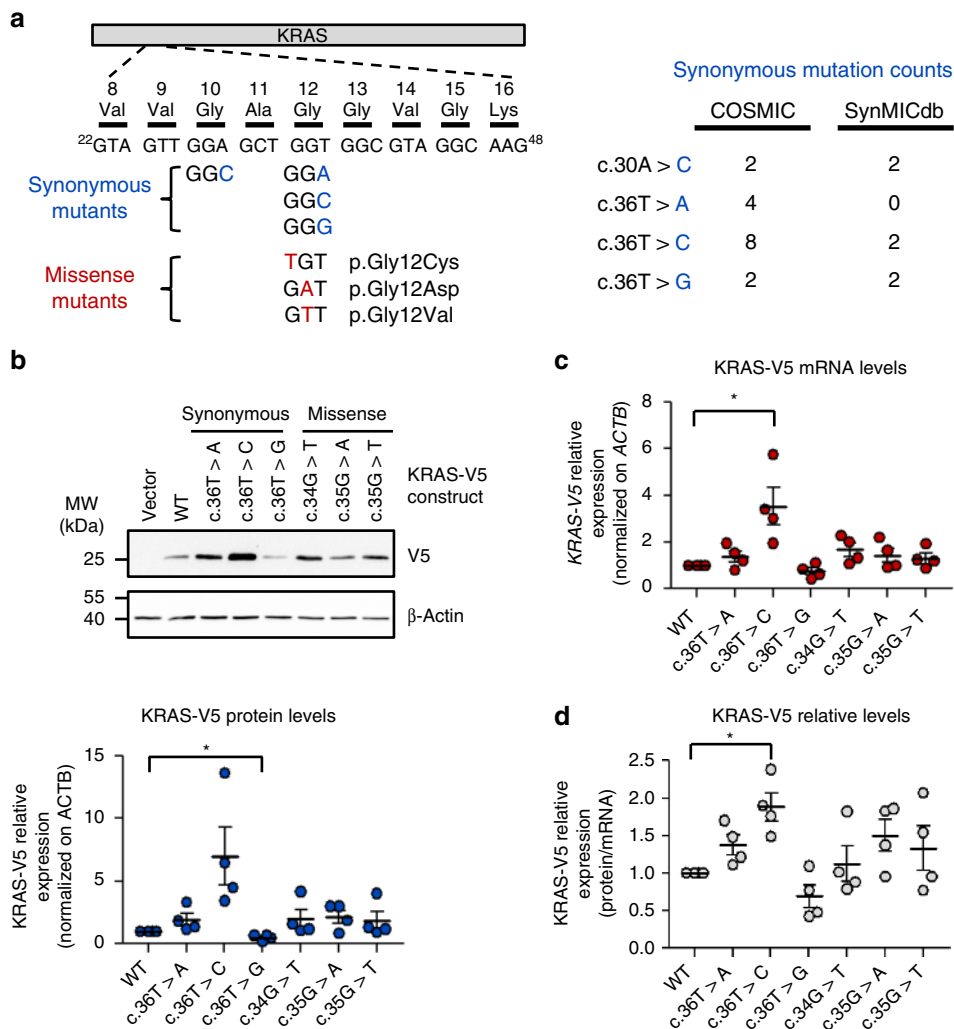 a
KRAS
8 9 10 11 12 13 14 15 16
Val Val Gly Ala Gly Gly Val Gly Lys
22GTA GTT GGA GCT GGT GGC GTA GGC AAG48
Synonymous mutants
GGC GGA
GGC
GGG
Missense mutants
TGT p.Gly12Cys
GAT p.Gly12Asp
GTT p.Gly12Val
Synonymous mutation counts
COSMIC SynMICdb
c.30A > C 2 2
c.36T > A 4 0
c.36T > C 8 2
c.36T > G 2 2
b
Synonymous Missense
Vector WT c.36T > A c.36T > C c.36T > G c.34G > T c.35G > A c.35G > T
KRAS-V5 construct
MW (kDa)
25
V5
55
40
β-Actin
KRAS-V5 protein levels
KRAS-V5 relative expression (normalized on ACTB)
15
10
5
0
*
WT c.36T > A c.36T > C c.36T > G c.34G > T c.35G > A c.35G > T
c
KRAS-V5 mRNA levels
KRAS-V5 relative expression (normalized on ACTB)
8
6
4
2
0
*
WT c.36T > A c.36T > C c.36T > G c.34G > T c.35G > A c.35G > T
d
KRAS-V5 relative levels
KRAS-V5 relative expression (protein/mRNA)
2.5
2.0
1.5
1.0
0.5
0.0
*
WT c.36T > A c.36T > C c.36T > G c.34G > T c.35G > A c.35G > T